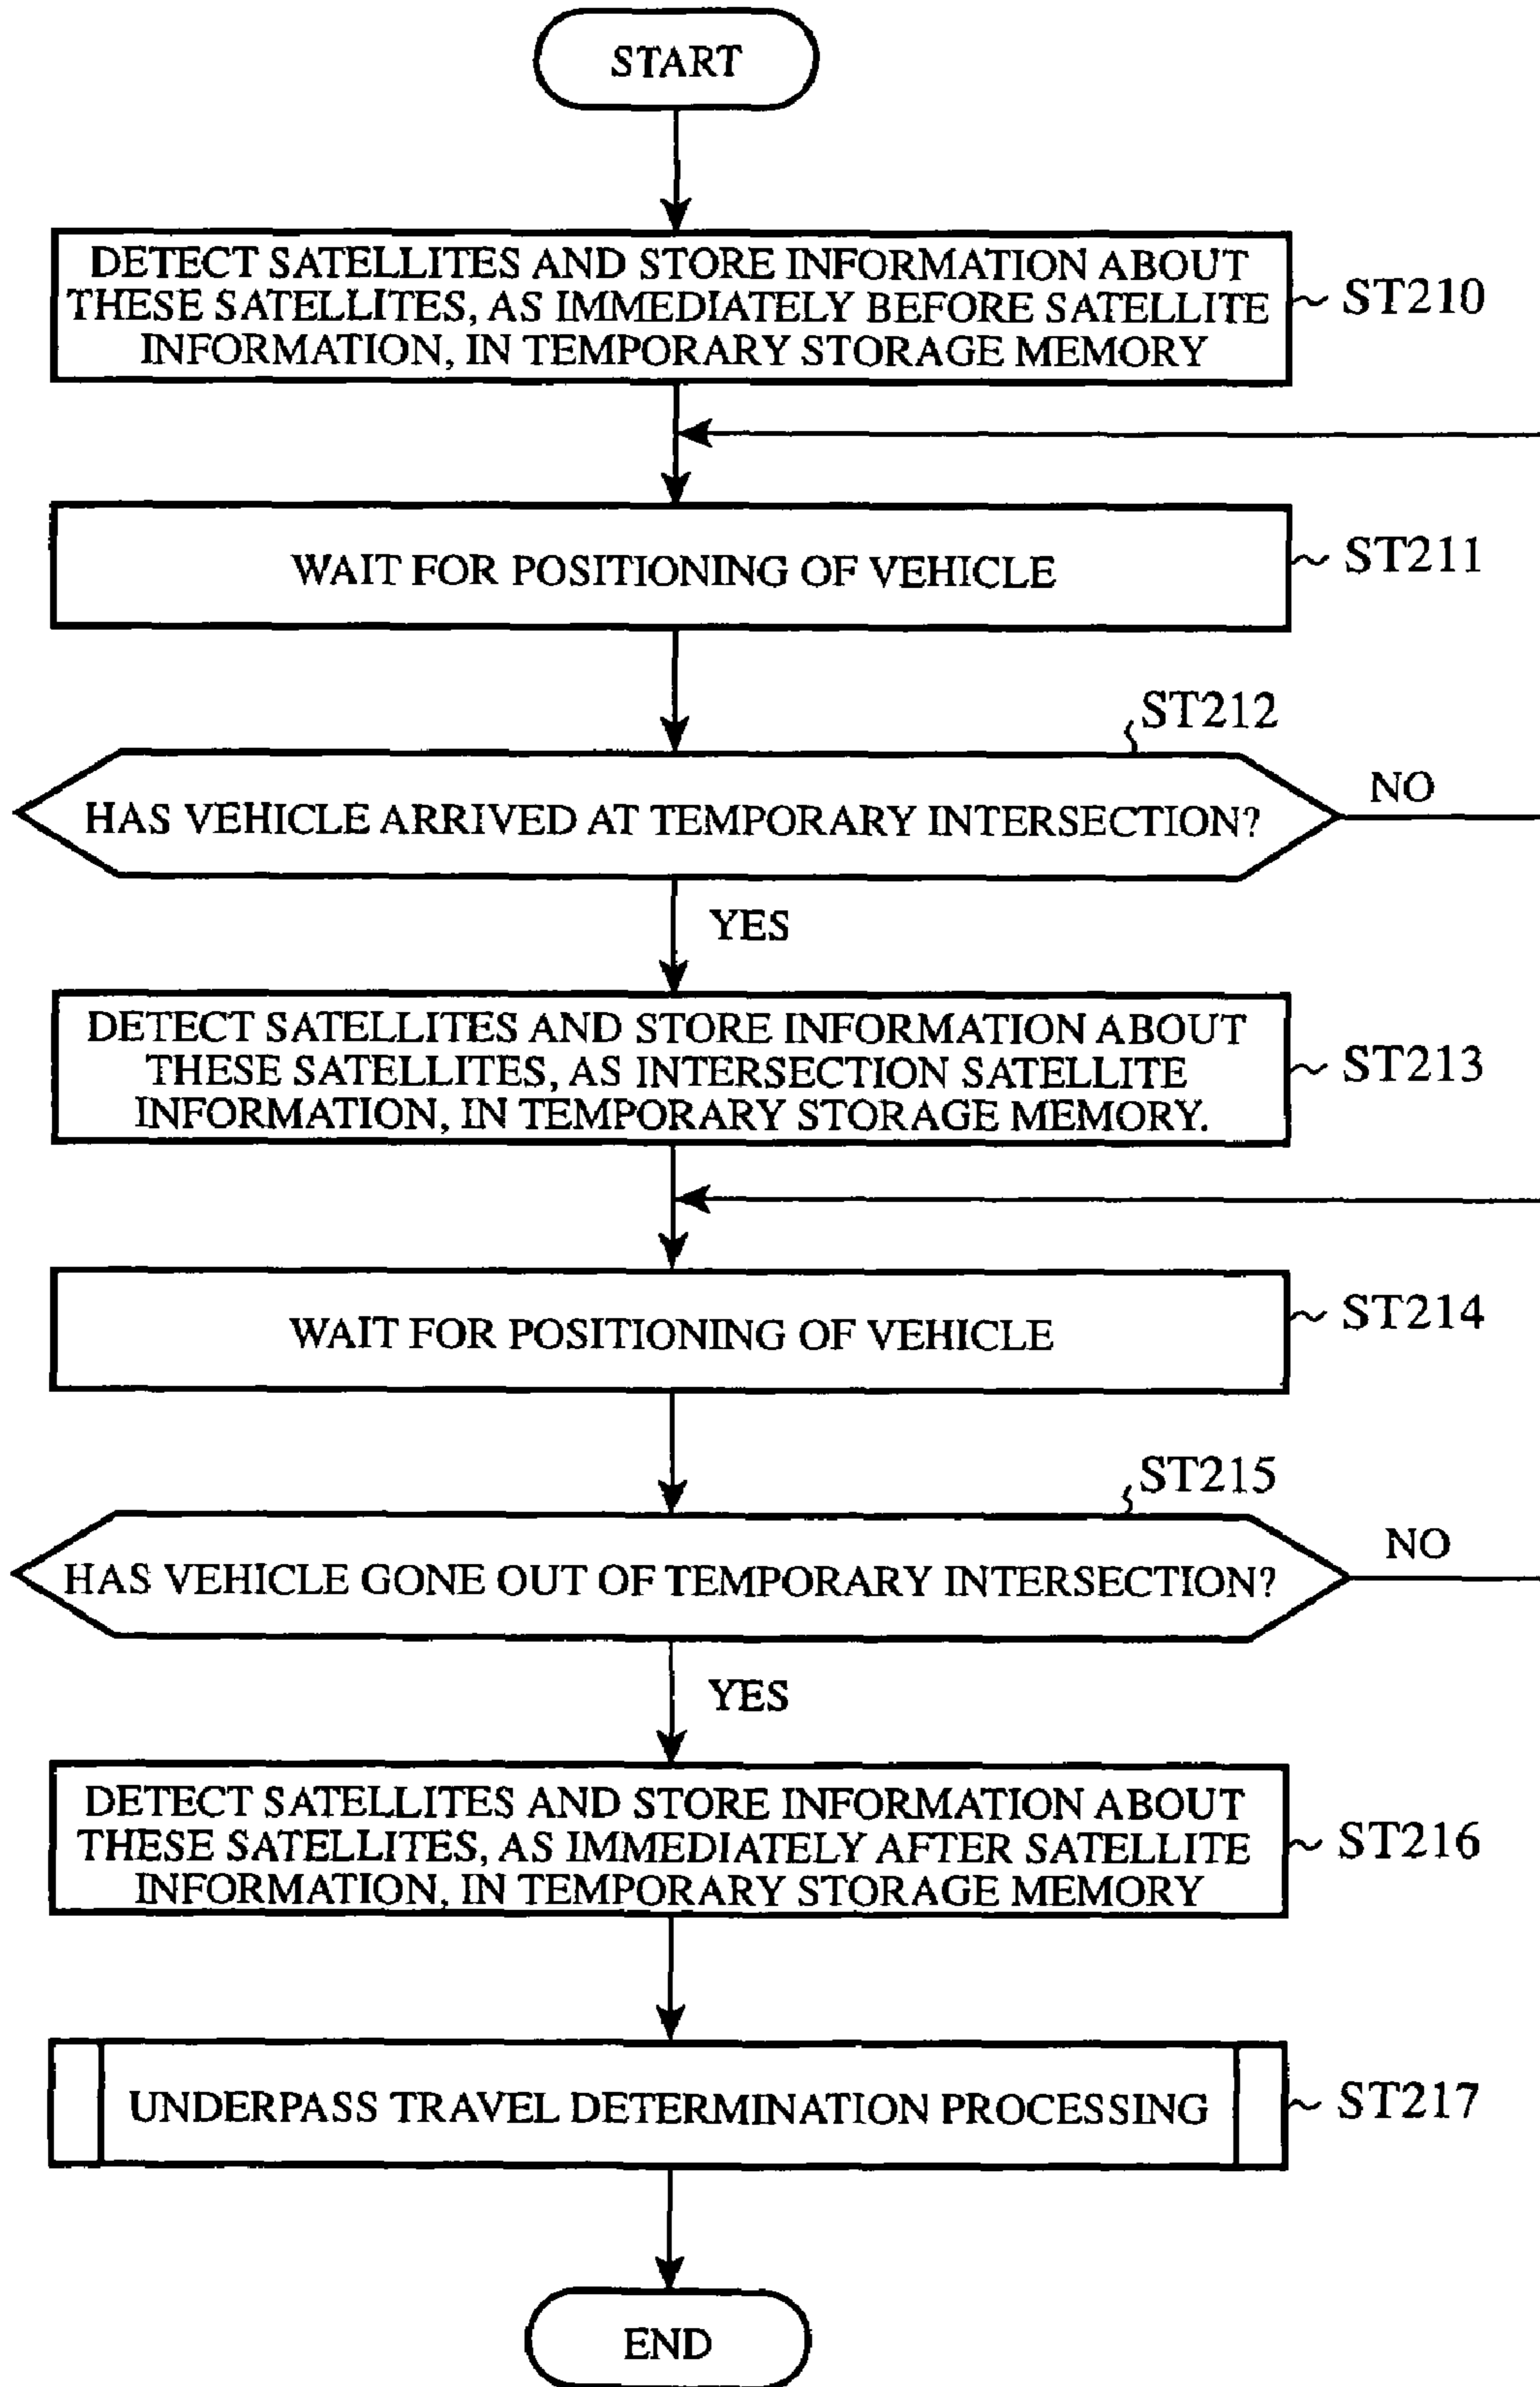 START
DETECT SATELLITES AND STORE INFORMATION ABOUT
THESE SATELLITES, AS IMMEDIATELY BEFORE SATELLITE
INFORMATION, IN TEMPORARY STORAGE MEMORY
ST210
WAIT FOR POSITIONING OF VEHICLE
ST211
ST212
HAS VEHICLE ARRIVED AT TEMPORARY INTERSECTION?
NO
YES
DETECT SATELLITES AND STORE INFORMATION ABOUT
THESE SATELLITES, AS INTERSECTION SATELLITE
INFORMATION, IN TEMPORARY STORAGE MEMORY.
ST213
WAIT FOR POSITIONING OF VEHICLE
ST214
ST215
HAS VEHICLE GONE OUT OF TEMPORARY INTERSECTION?
NO
YES
DETECT SATELLITES AND STORE INFORMATION ABOUT
THESE SATELLITES, AS IMMEDIATELY AFTER SATELLITE
INFORMATION, IN TEMPORARY STORAGE MEMORY
ST216
UNDERPASS TRAVEL DETERMINATION PROCESSING
ST217
END